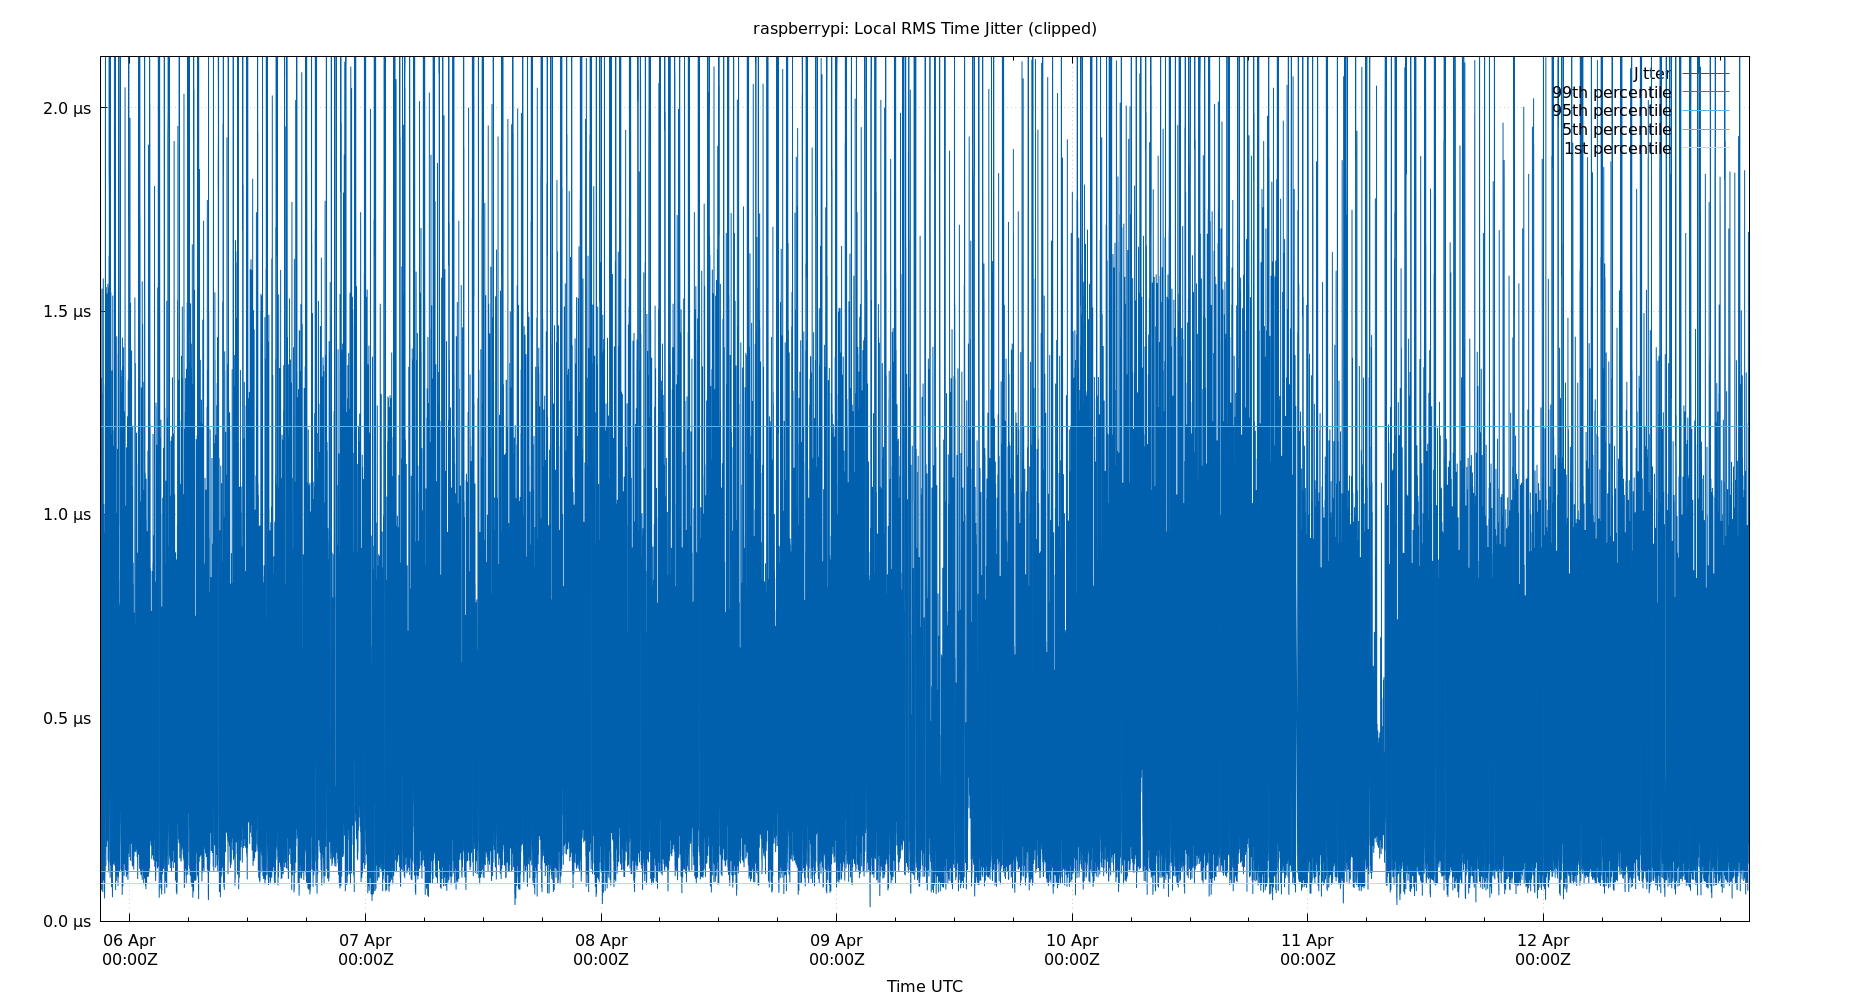 raspberrypi: Local RMS Time Jitter (clipped)
Jitter
99th percentile
95th percentile
5th percentile
1st percentile
2.0 µs
1.5 µs
1.0 µs
0.5 µs
0.0 µs
06 Apr 07 Apr 08 Apr 09 Apr 10 Apr 11 Apr 12 Apr
00:00Z 00:00Z 00:00Z 00:00Z 00:00Z 00:00Z 00:00Z
Time UTC